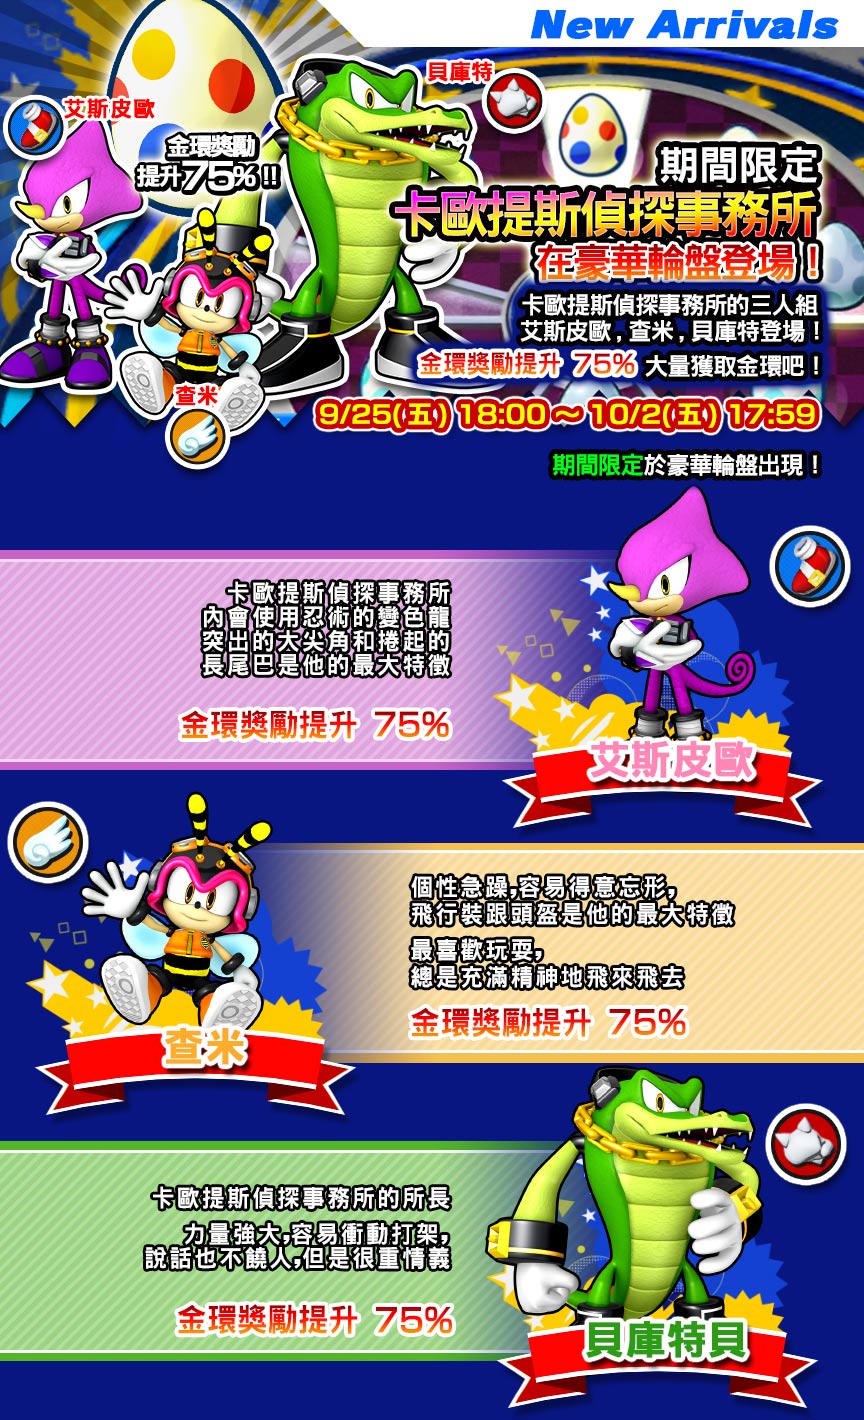 New Arrivals
艾斯皮歐
貝庫特
金環獎勵
提升75%!!
查米
期間限定
卡歐提斯偵探事務所
在豪華輪盤登場！
卡歐提斯偵探事務所的三人組
艾斯皮歐，查米，貝庫特登場！
金環獎勵提升 75% 大量獲取金環吧！
9/25(五) 18:00～10/2(五) 17:59
期間限定於豪華輪盤出現！
卡歐提斯偵探事務所
內會使用忍術的變色龍
突出的大尖角和捲起的
長尾巴是他的最大特徵
金環獎勵提升 75%
艾斯皮歐
個性急躁,容易得意忘形,
飛行裝跟頭盔是他的最大特徵
最喜歡玩耍,
總是充滿精神地飛來飛去
金環獎勵提升 75%
查米
卡歐提斯偵探事務所的所長
力量強大,容易衝動打架,
說話也不饒人,但是很重情義
金環獎勵提升 75%
貝庫特貝